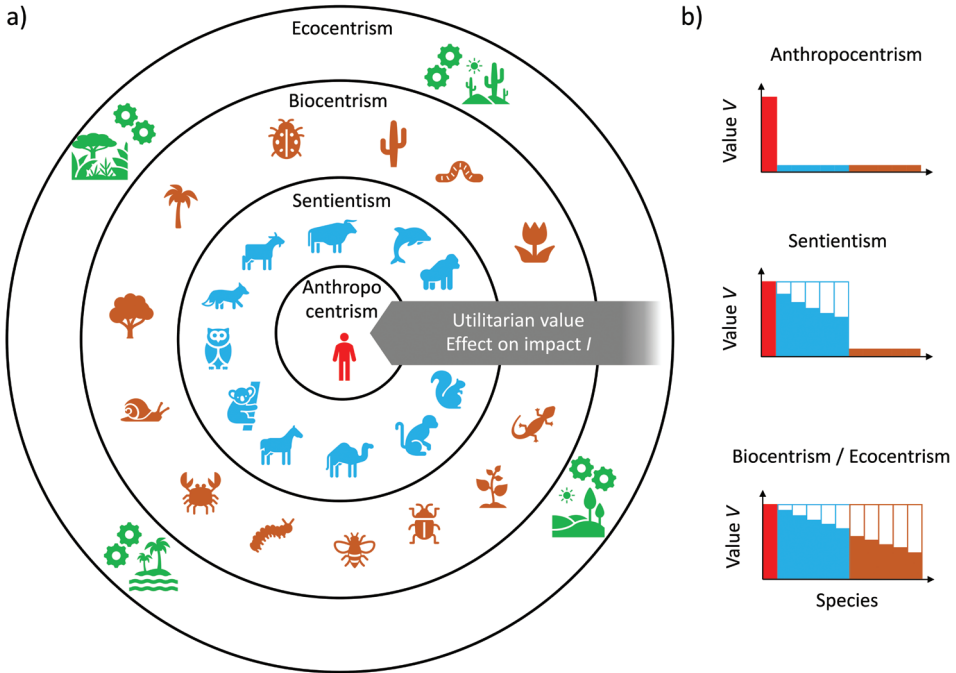 a)
Ecocentrism
Biocentrism
Sentientism
Anthropo
centrism
Utilitarian value
Effect on impact I
b)
Anthropocentrism
Value V
Sentientism
Value V
Biocentrism / Ecocentrism
Value V
Species